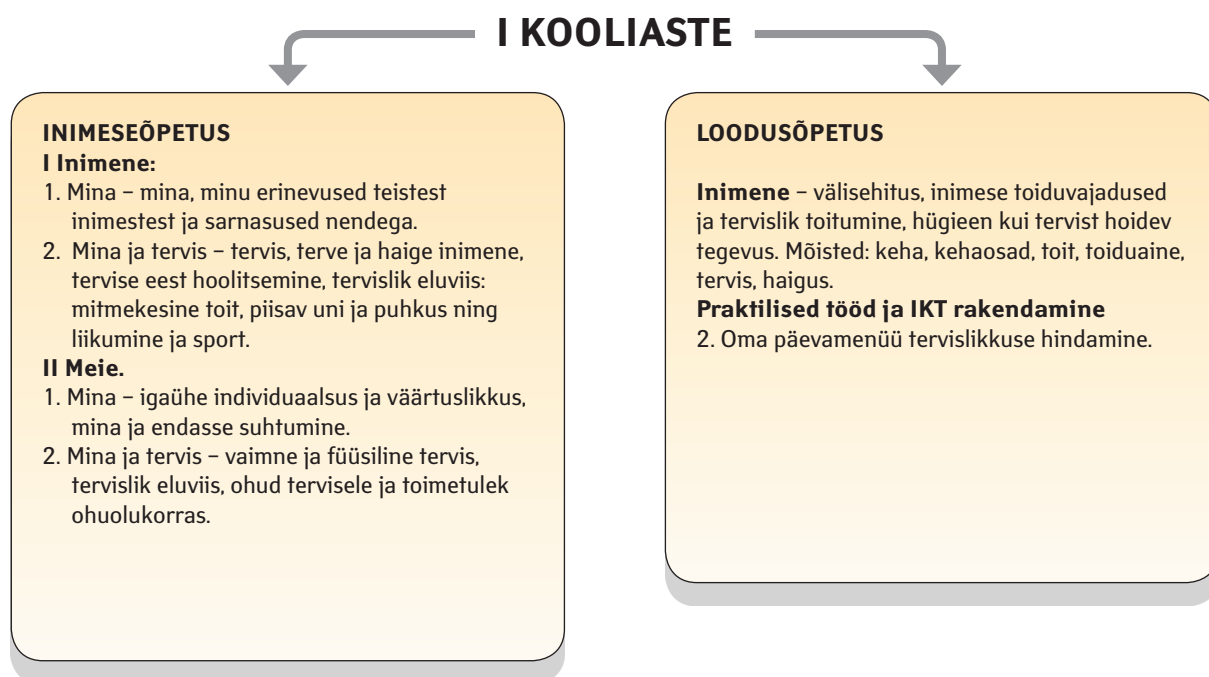 I KOOLIASTE
INIMESEÕPETUS
I Inimene:
1. Mina – mina, minu erinevused teistest
inimestest ja sarnasused nendega.
2. Mina ja tervis – tervis, terve ja haige inimene,
tervise eest hoolitsemine, tervislik eluviis:
mitmekesine toit, piisav uni ja puhkus ning
liikumine ja sport.
II Meie.
1. Mina – igaühe individuaalsus ja väärtuslikkus,
mina ja endasse suhtumine.
2. Mina ja tervis – vaimne ja füüsiline tervis,
tervislik eluviis, ohud tervisele ja toimetulek
ohuolukorras.
LOODUSÕPETUS
Inimene – välisehitus, inimese toiduvajadused
ja tervislik toitumine, hügieen kui tervist hoidev
tegevus. Mõisted: keha, kehaosad, toit, toiduaine,
tervis, haigus.
Praktilised tööd ja IKT rakendamine
2. Oma päevamenüü tervislikkuse hindamine.